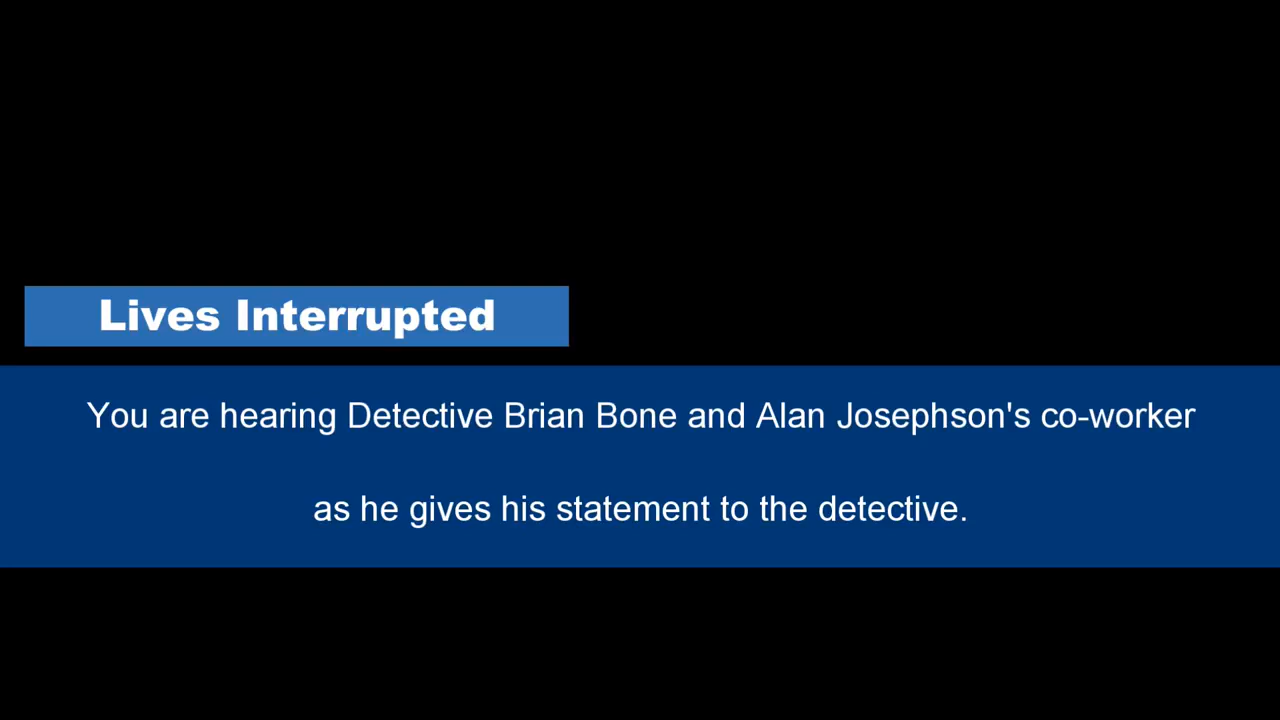 Lives Interrupted
You are hearing Detective Brian Bone and Alan Josephson's co-worker
as he gives his statement to the detective.